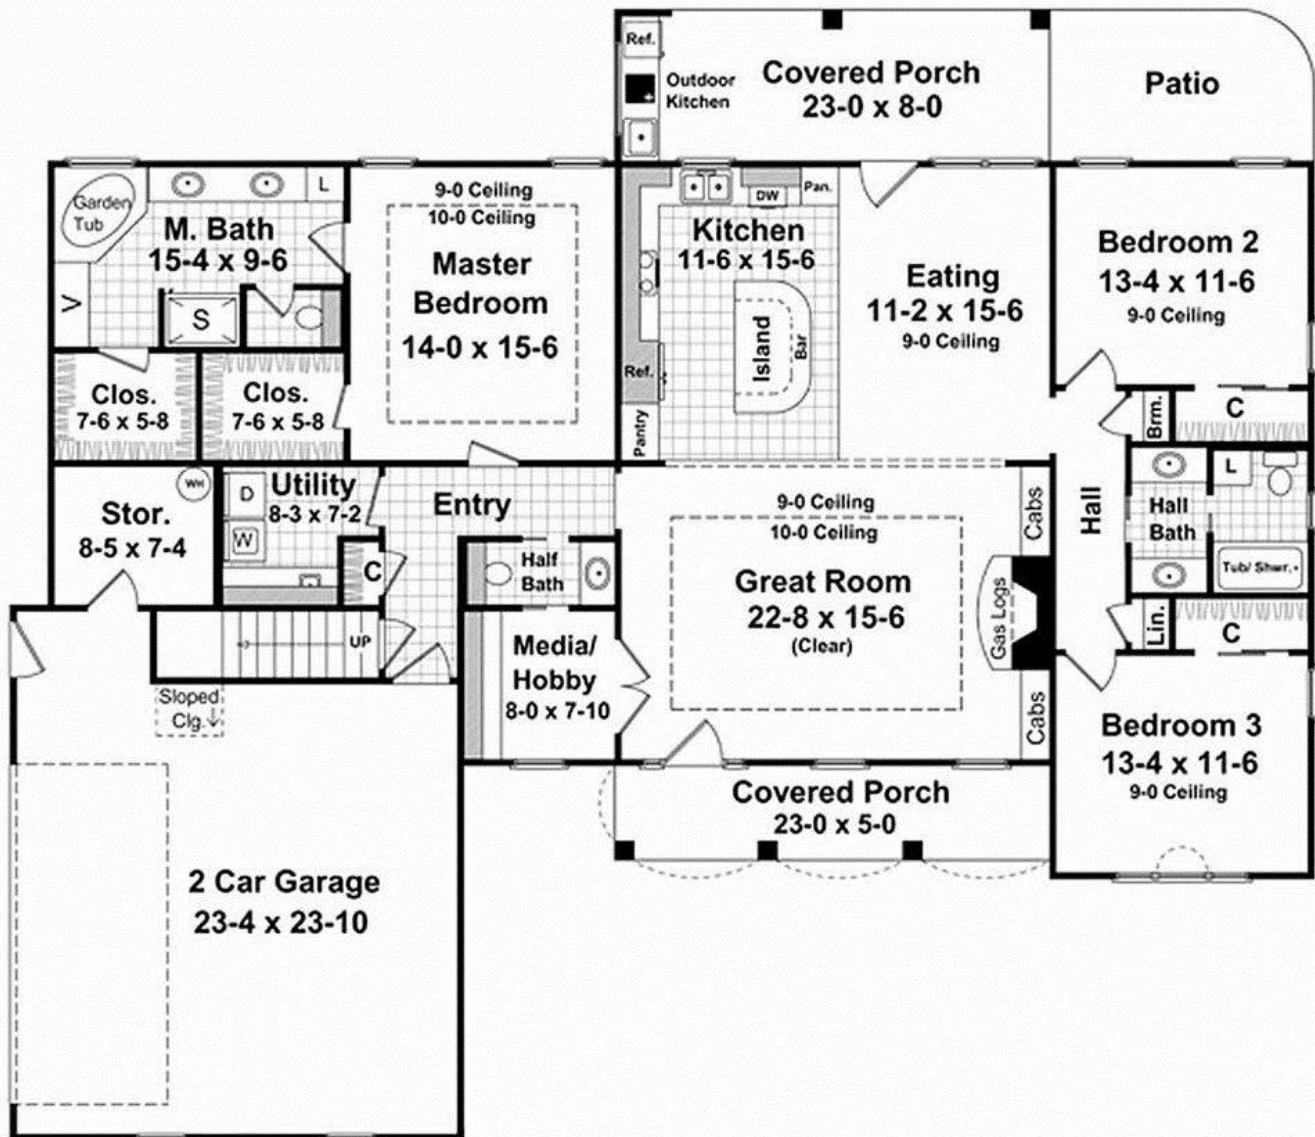 Ref.
Outdoor
Kitchen
Covered Porch
23-0 x 8-0
Patio
Garden
Tub
L
M. Bath
15-4 x 9-6
V
S
9-0 Ceiling
10-0 Ceiling
Master
Bedroom
14-0 x 15-6
DW
Pan.
Kitchen
11-6 x 15-6
Island
Bar
Ref.
Pantry
Eating
11-2 x 15-6
9-0 Ceiling
Bedroom 2
13-4 x 11-6
9-0 Ceiling
Clos.
7-6 x 5-8
Clos.
7-6 x 5-8
Brm.
C
WH
Stor.
8-5 x 7-4
D
W
Utility
8-3 x 7-2
C
Entry
Half
Bath
9-0 Ceiling
10-0 Ceiling
Great Room
22-8 x 15-6
(Clear)
Cabs
Gas Logs
Cabs
Hall
Hall
Bath
L
Tub/ Shwr.
Lin.
C
UP
Sloped
Clg.
Media/
Hobby
8-0 x 7-10
Bedroom 3
13-4 x 11-6
9-0 Ceiling
Covered Porch
23-0 x 5-0
2 Car Garage
23-4 x 23-10